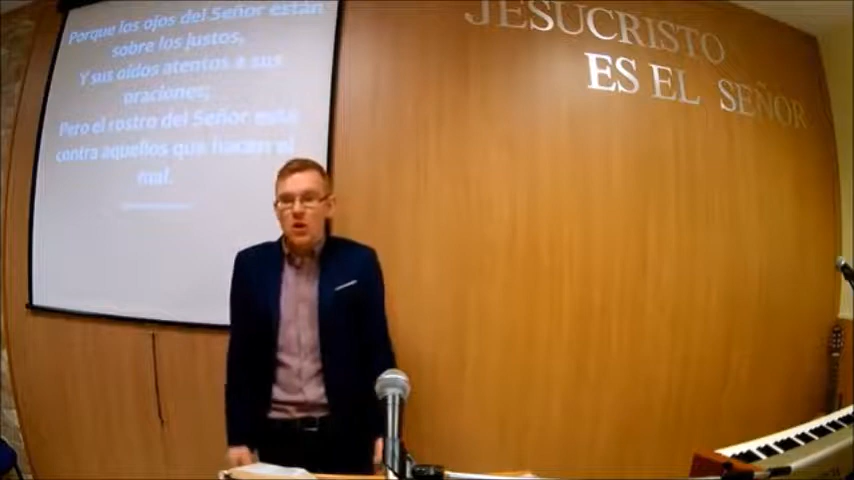 Porque los ojos del Señor están
sobre los justos,
Y sus oídos atentos a sus
oraciones;
Pero el rostro del Señor está
contra aquellos que hacen el
mal.
JESUCRISTO
ES EL SEÑOR